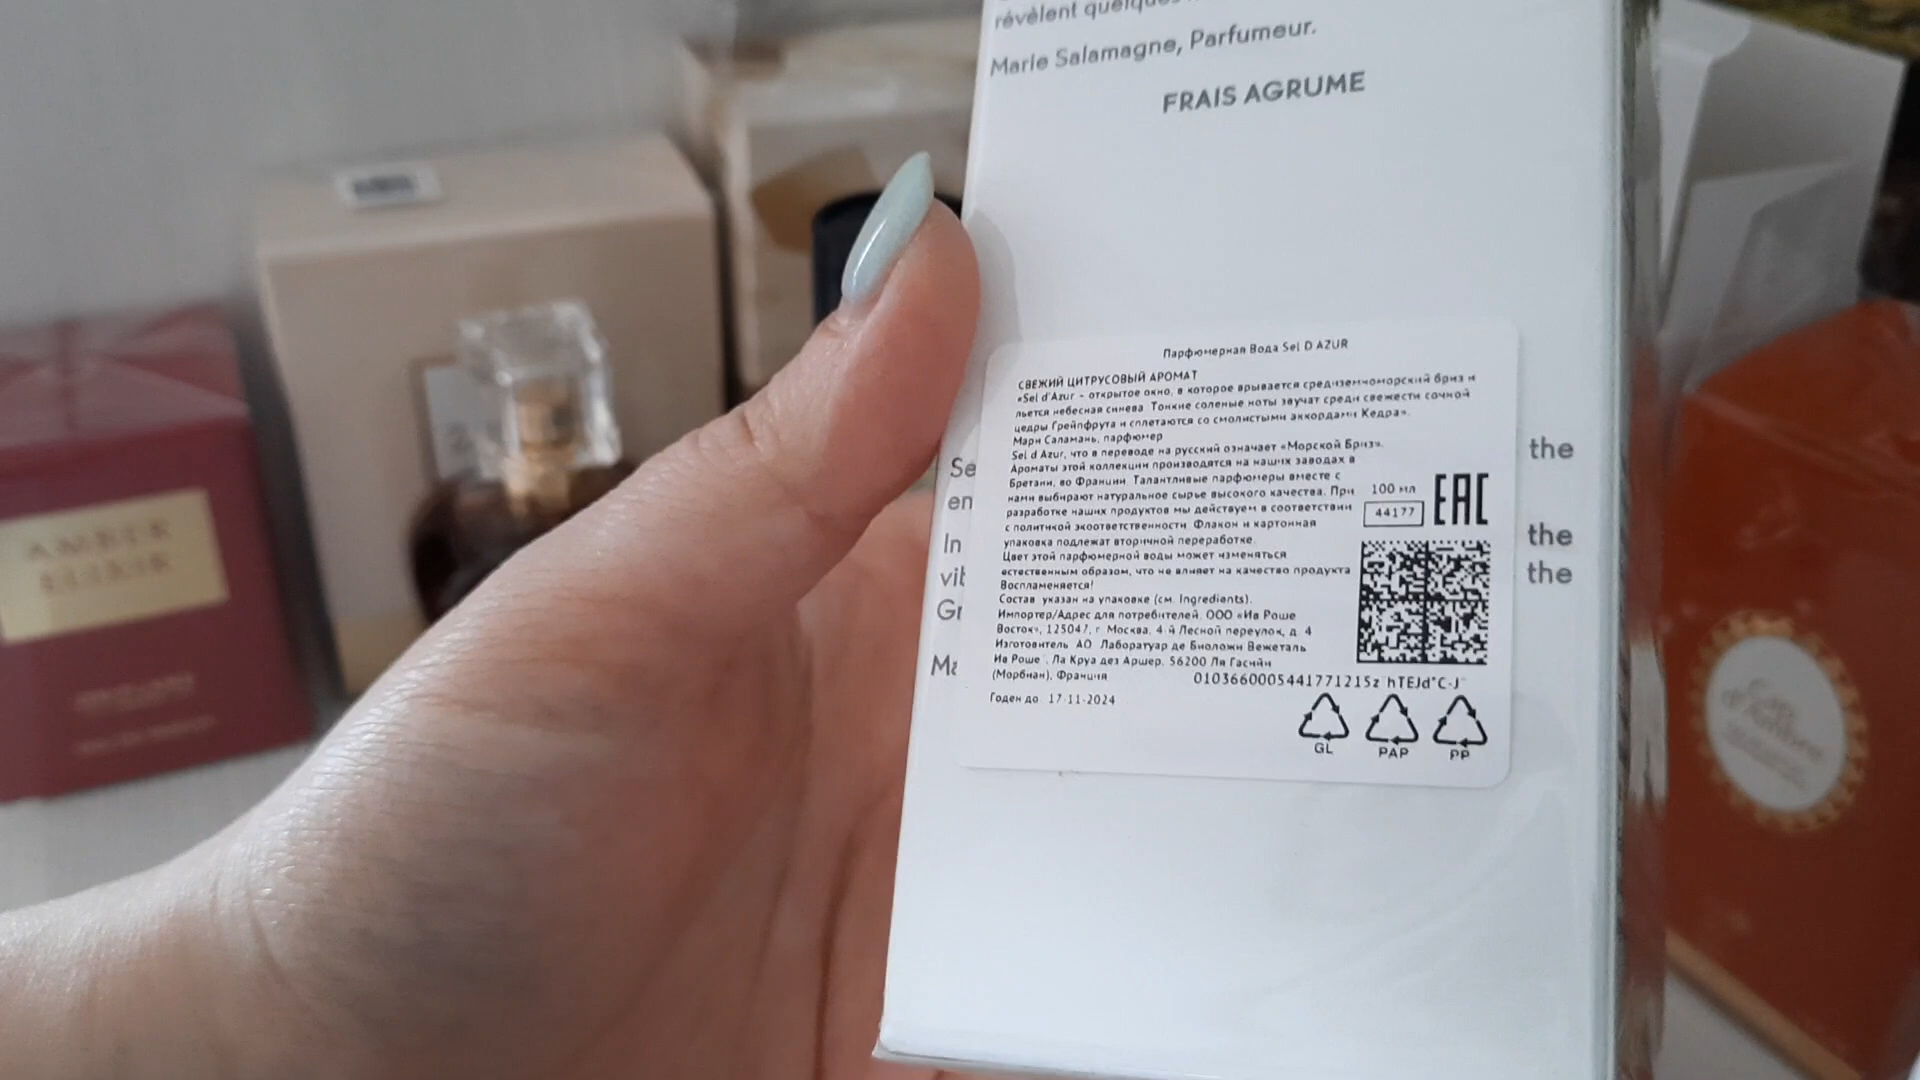 révèlent quelques
Marie Salamagne, Parfumeur.
FRAIS AGRUME
Парфюмерная Вода Sel D AZUR
СВЕЖИЙ ЦИТРУСОВЫЙ АРОМАТ
«Sel d'Azur - открытое окно, в которое врывается средиземноморский бриз и
льется небесная синева. Тонкие соленые ноты звучат среди свежести сочной
цедры Грейпфрута и сплетаются со смолистыми аккордами Кедра».
Мари Саламань, парфюмер
Sel d Azur, что в переводе на русский означает «Морской Бриз».
Ароматы этой коллекции производятся на наших заводах в
Бретани, во Франции. Талантливые парфюмеры вместе с
нами выбирают натуральное сырье высокого качества. При
разработке наших продуктов мы действуем в соответствии
с политикой экоответственности. Флакон и картонная
упаковка подлежат вторичной переработке.
Цвет этой парфюмерной воды может изменяться
естественным образом, что не влияет на качество продукта
Воспламеняется!
Состав указан на упаковке (см. Ingredients).
Импортер/Адрес для потребителей: ООО «Ив Роше
Восток», 125047, г. Москва, 4-й Лесной переулок, д. 4
Изготовитель АО Лаборатуар де Биоложи Вежеталь
Ив Роше, Ла Круа дез Аршер, 56200 Ля Гасийи
(Морбиан), Франция
Годен до 17-11-2024
100 мл
44177
EAC
0103660005441771215z hTEJd
GL
PAP
PP
Se
en
In
vit
Gr
Ma
the
the
the
AMBER
ELIXIR